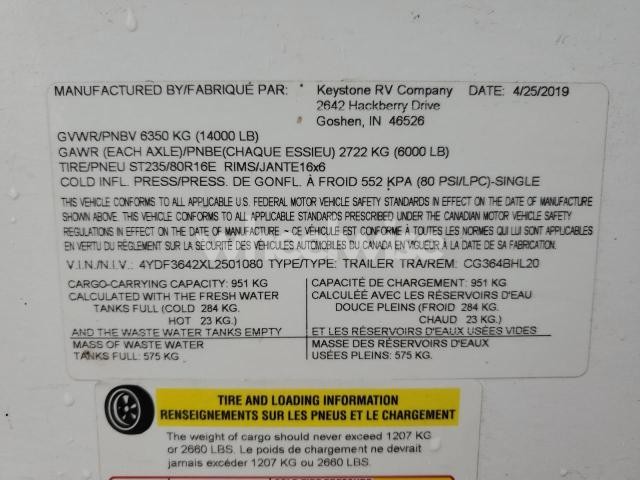 MANUFACTURED BY/FABRIQUÉ PAR: Keystone RV Company DATE: 4/25/2019
2642 Hackberry Drive
Goshen, IN 46526
GVWR/PNBV 6350 KG (14000 LB)
GAWR (EACH AXLE)/PNBE(CHAQUE ESSIEU) 2722 KG (6000 LB)
TIRE/PNEU ST235/80R16E RIMS/JANTE16x6
COLD INFL. PRESS/PRESS. DE GONFL. À FROID 552 KPA (80 PSI/LPC)-SINGLE
THIS VEHICLE CONFORMS TO ALL APPLICABLE U.S. FEDERAL MOTOR VEHICLE SAFETY STANDARDS IN EFFECT ON THE DATE OF MANUFACTURE
SHOWN ABOVE. THIS VEHICLE CONFORMS TO ALL APPLICABLE STANDARDS PRESCRIBED UNDER THE CANADIAN MOTOR VEHICLE SAFETY
REGULATIONS IN EFFECT ON THE DATE OF MANUFACTURE ~ CE VÉHICULE EST CONFORME À TOUTES LES NORMES QUI LUI SONT APPLICABLES
EN VERTU DU RÉGLEMENT SUR LA SÉCURITÉ DES VÉHICULES AUTOMOBILES DU CANADA EN VIGUEUR À LA DATE DE SA FABRICATION.
V.I.N./N.I.V.: 4YDF3642XL2501080 TYPE/TYPE: TRAILER TRA/REM: CG364BHL20
CARGO-CARRYING CAPACITY: 951 KG
CALCULATED WITH THE FRESH WATER
TANKS FULL (COLD 284 KG.
HOT 23 KG.)
AND THE WASTE WATER TANKS EMPTY
MASS OF WASTE WATER
TANKS FULL: 575 KG
CAPACITÉ DE CHARGEMENT: 951 KG
CALCULÉE AVEC LES RÉSERVOIRS D'EAU
DOUCE PLEINS (FROID 284 KG.
CHAUD 23 KG.)
ET LES RÉSERVOIRS D'EAUX USÉES VIDES
MASSE DES RÉSERVOIRS D'EAUX
USÉES PLEINS: 575 KG.
TIRE AND LOADING INFORMATION
RENSEIGNEMENTS SUR LES PNEUS ET LE CHARGEMENT
The weight of cargo should never exceed 1207 KG
or 2660 LBS. Le poids de chargement ne devrait
jamais excéder 1207 KG ou 2660 LBS.